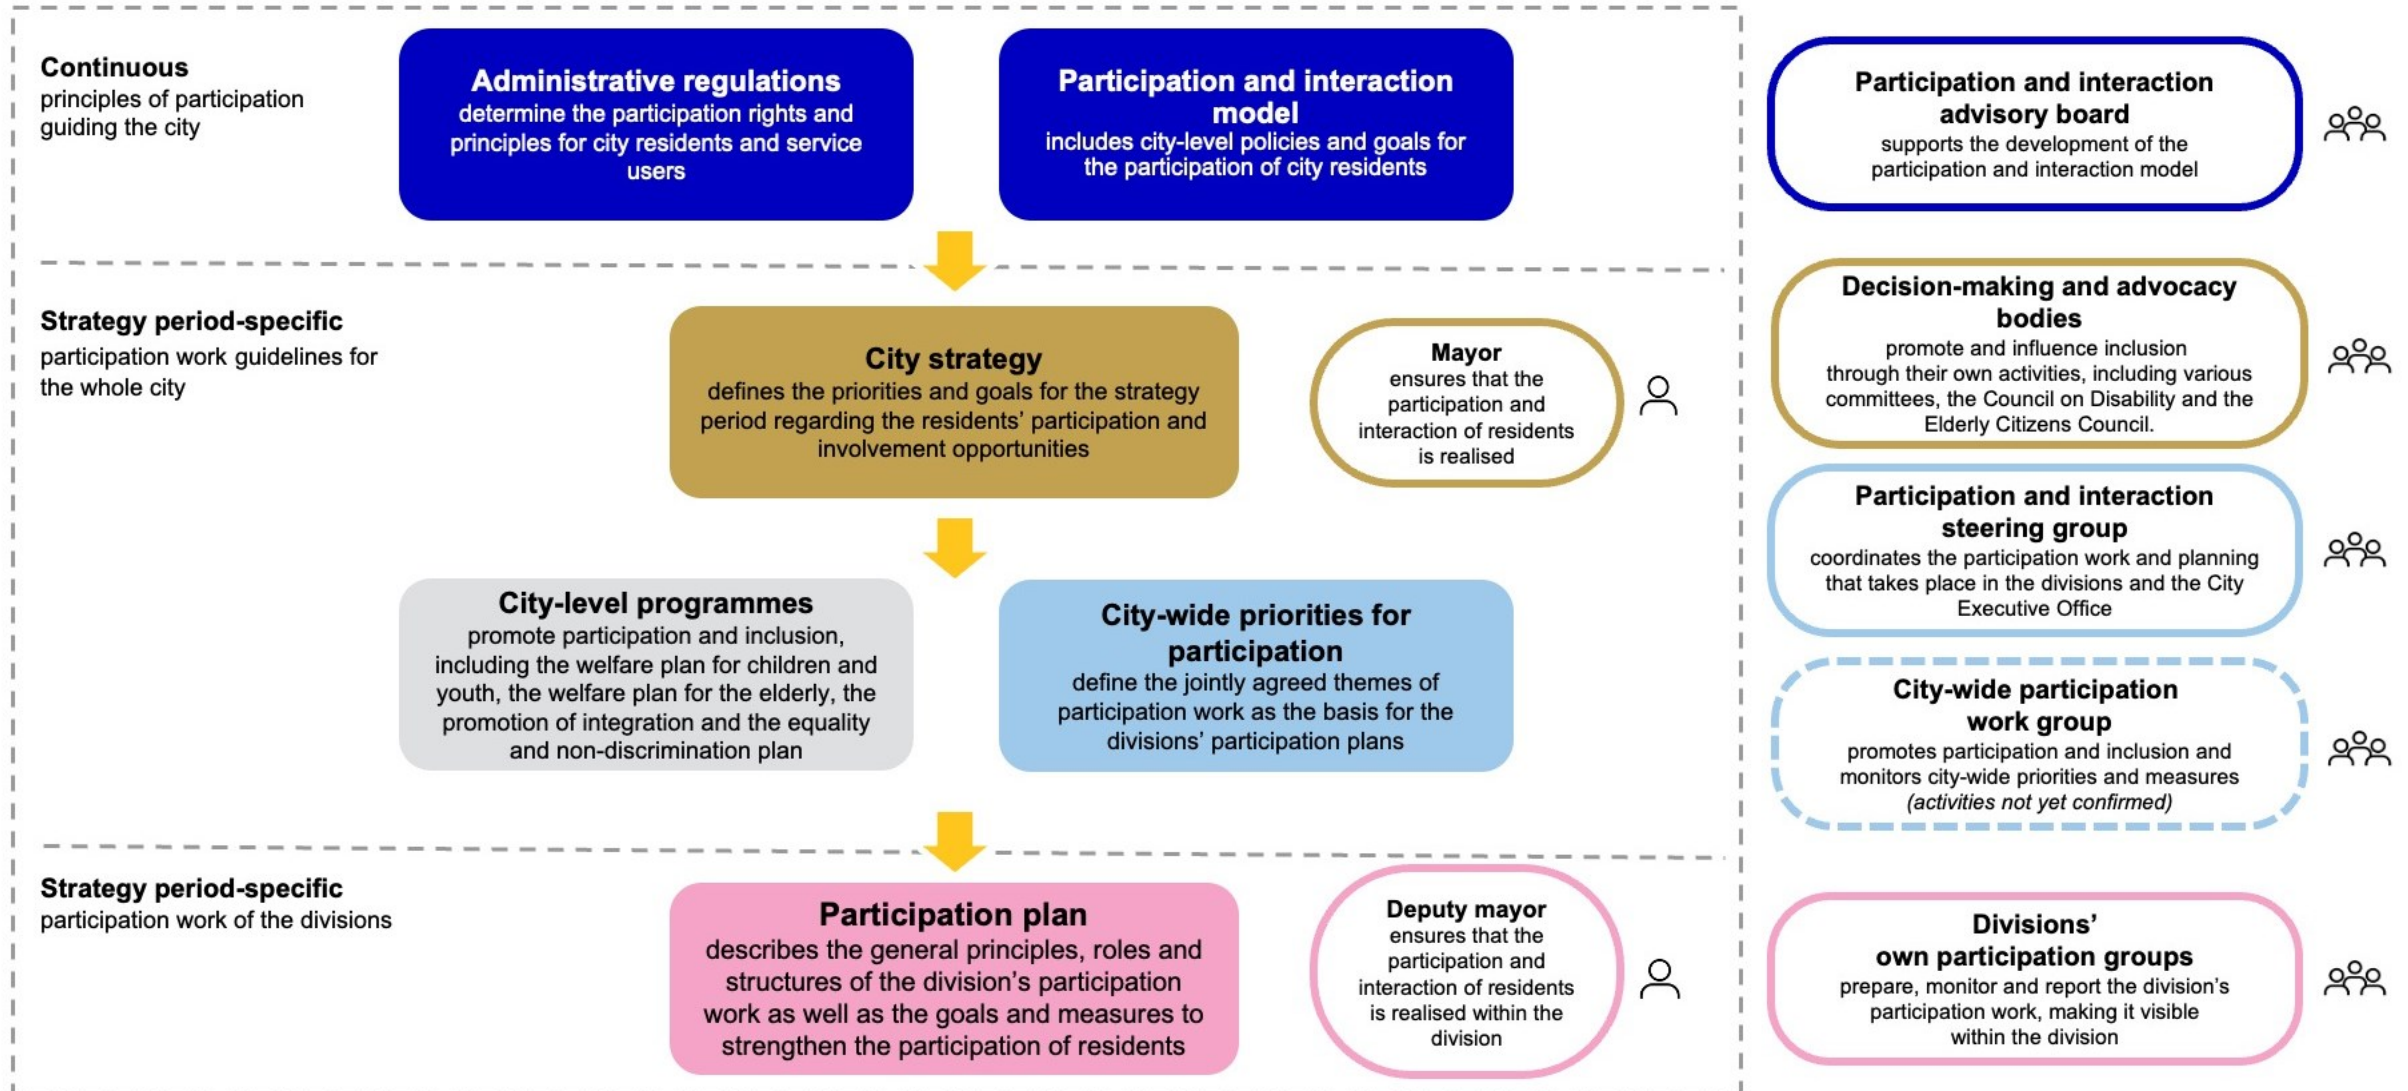 Continuous
principles of participation
guiding the city
Administrative regulations
determine the participation rights and
principles for city residents and service
users
Participation and interaction
model
includes city-level policies and goals for
the participation of city residents
Participation and interaction
advisory board
supports the development of the
participation and interaction model
Strategy period-specific
participation work guidelines for
the whole city
City strategy
defines the priorities and goals for the strategy
period regarding the residents’ participation and
involvement opportunities
Mayor
ensures that the
participation and
interaction of residents
is realised
Decision-making and advocacy
bodies
promote and influence inclusion
through their own activities, including various
committees, the Council on Disability and the
Elderly Citizens Council.
Participation and interaction
steering group
coordinates the participation work and planning
that takes place in the divisions and the City
Executive Office
City-level programmes
promote participation and inclusion,
including the welfare plan for children and
youth, the welfare plan for the elderly, the
promotion of integration and the equality
and non-discrimination plan
City-wide priorities for
participation
define the jointly agreed themes of
participation work as the basis for the
divisions’ participation plans
City-wide participation
work group
promotes participation and inclusion and
monitors city-wide priorities and measures
(activities not yet confirmed)
Strategy period-specific
participation work of the divisions
Participation plan
describes the general principles, roles and
structures of the division’s participation
work as well as the goals and measures to
strengthen the participation of residents
Deputy mayor
ensures that the
participation and
interaction of residents
is realised within the
division
Divisions’
own participation groups
prepare, monitor and report the division’s
participation work, making it visible
within the division